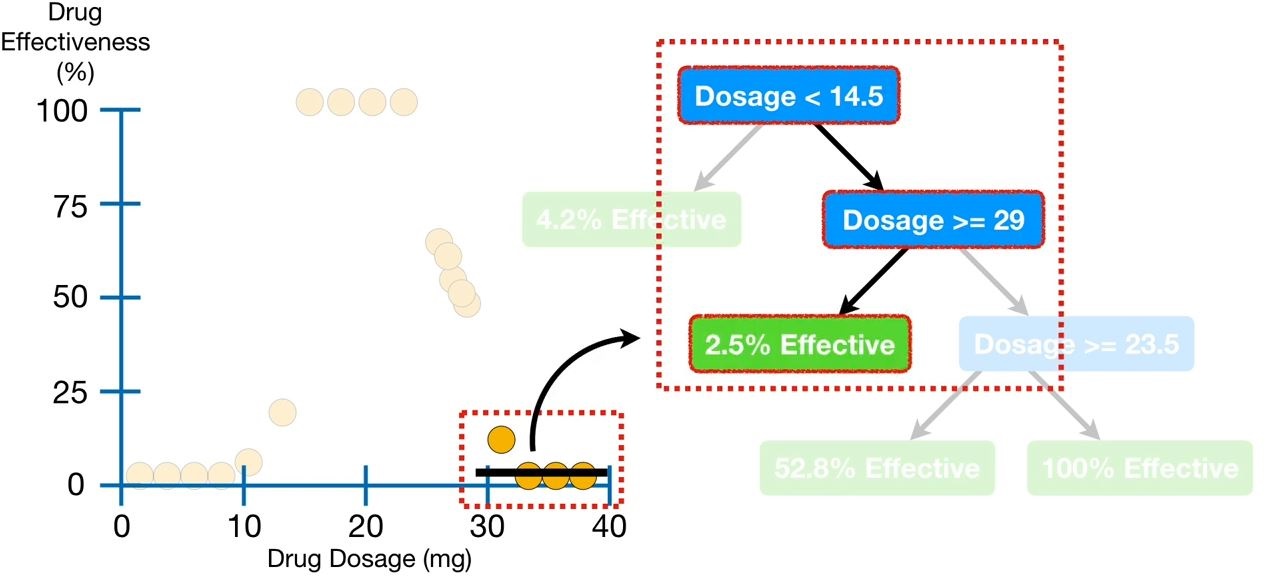 Drug
Effectiveness
(%)
100
75
50
25
0
0 10 20 30 40
Drug Dosage (mg)
Dosage < 14.5
4.2% Effective
Dosage >= 29
2.5% Effective
Dosage >= 23.5
52.8% Effective
100% Effective